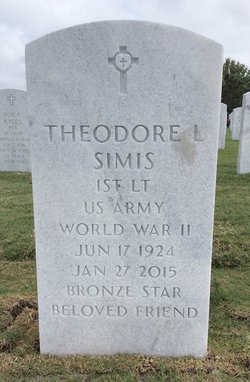 THEODORE L
SIMIS
1ST LT
US ARMY
WORLD WAR II
JUN 17 1924
JAN 27 2015
BRONZE STAR
BELOVED FRIEND